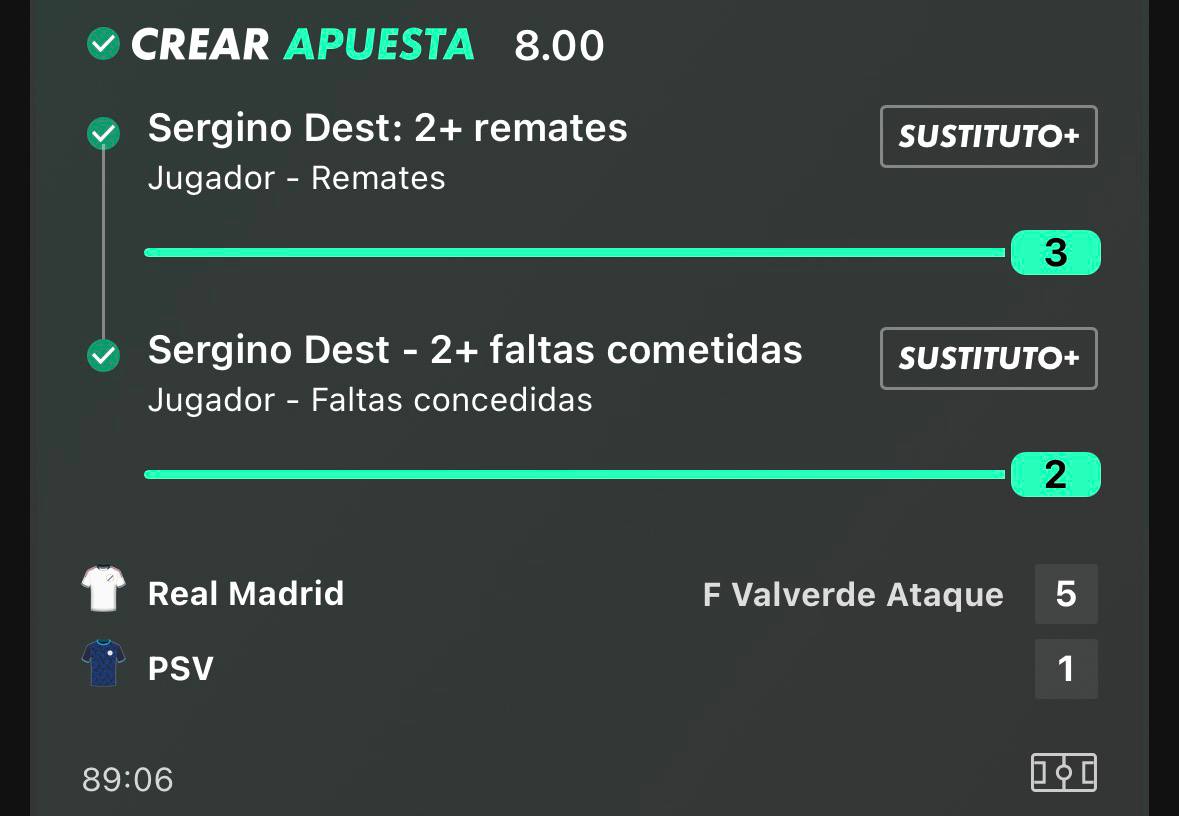 CREAR APUESTA 8.00
Sergino Dest: 2+ remates SUSTITUTO+
Jugador - Remates
3
Sergino Dest - 2+ faltas cometidas SUSTITUTO+
Jugador - Faltas concedidas
2
Real Madrid F Valverde Ataque 5
PSV 1
89:06